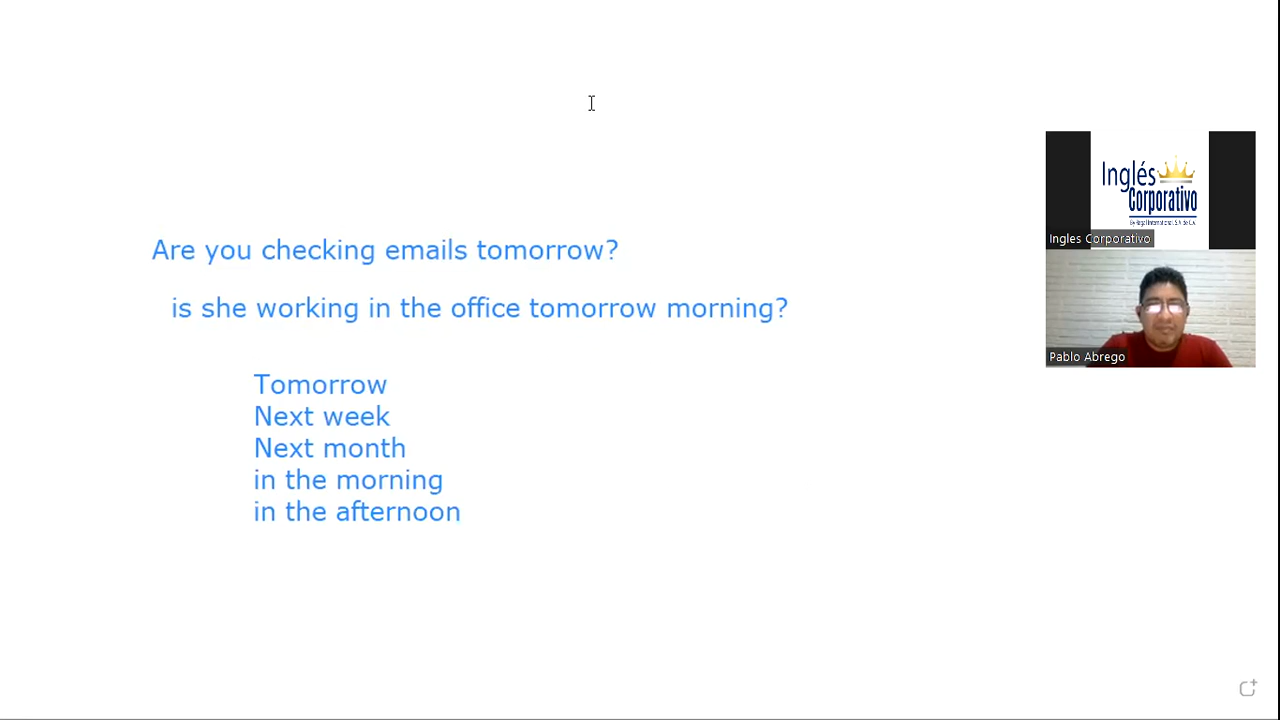 Are you checking emails tomorrow?
is she working in the office tomorrow morning?
Tomorrow
Next week
Next month
in the morning
in the afternoon
Inglés
Corporativo
Ingles Corporativo
Pablo Abrego